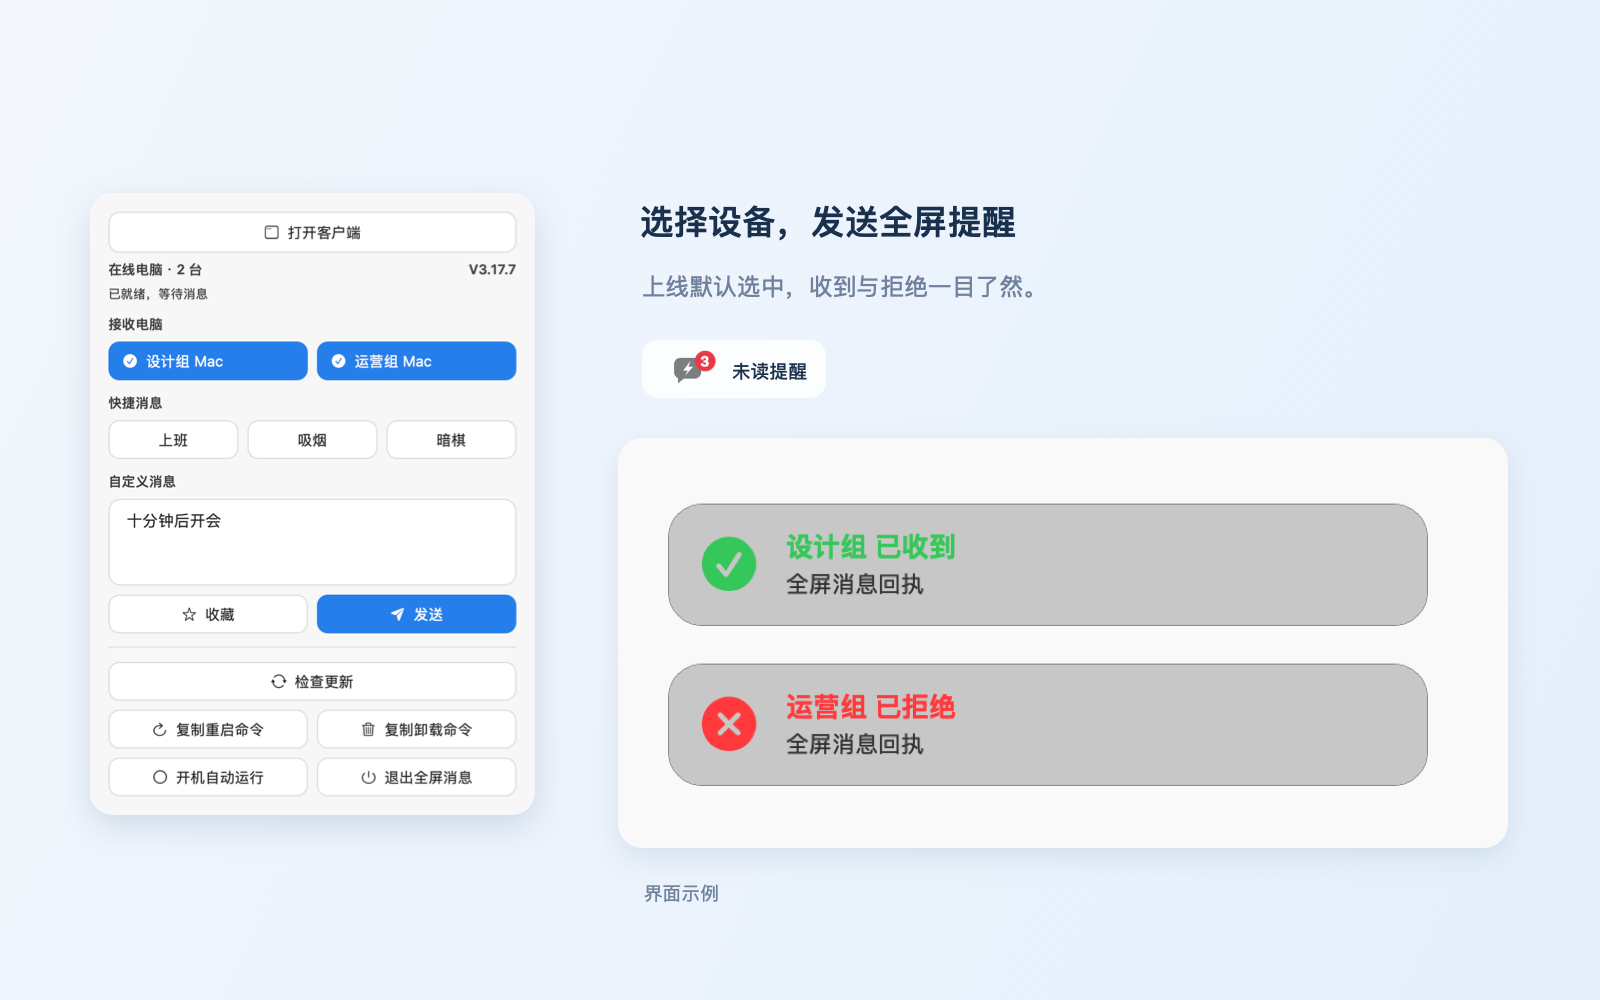 打开客户端
在线电脑 · 2 台 V3.17.7
已就绪，等待消息
接收电脑
设计组 Mac 运营组 Mac
快捷消息
上班 吸烟 暗棋
自定义消息
十分钟后开会
收藏 发送
检查更新
复制重启命令 复制卸载命令
开机自动运行 退出全屏消息
选择设备，发送全屏提醒
上线默认选中，收到与拒绝一目了然。
3 未读提醒
设计组 已收到
全屏消息回执
运营组 已拒绝
全屏消息回执
界面示例